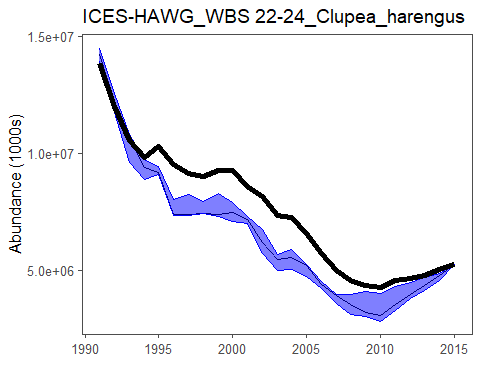 ICES-HAWG_WBS 22-24_Clupea_harengus
Abundance (1000s)
1.5e+07
1.0e+07
5.0e+06
1990
1995
2000
2005
2010
2015